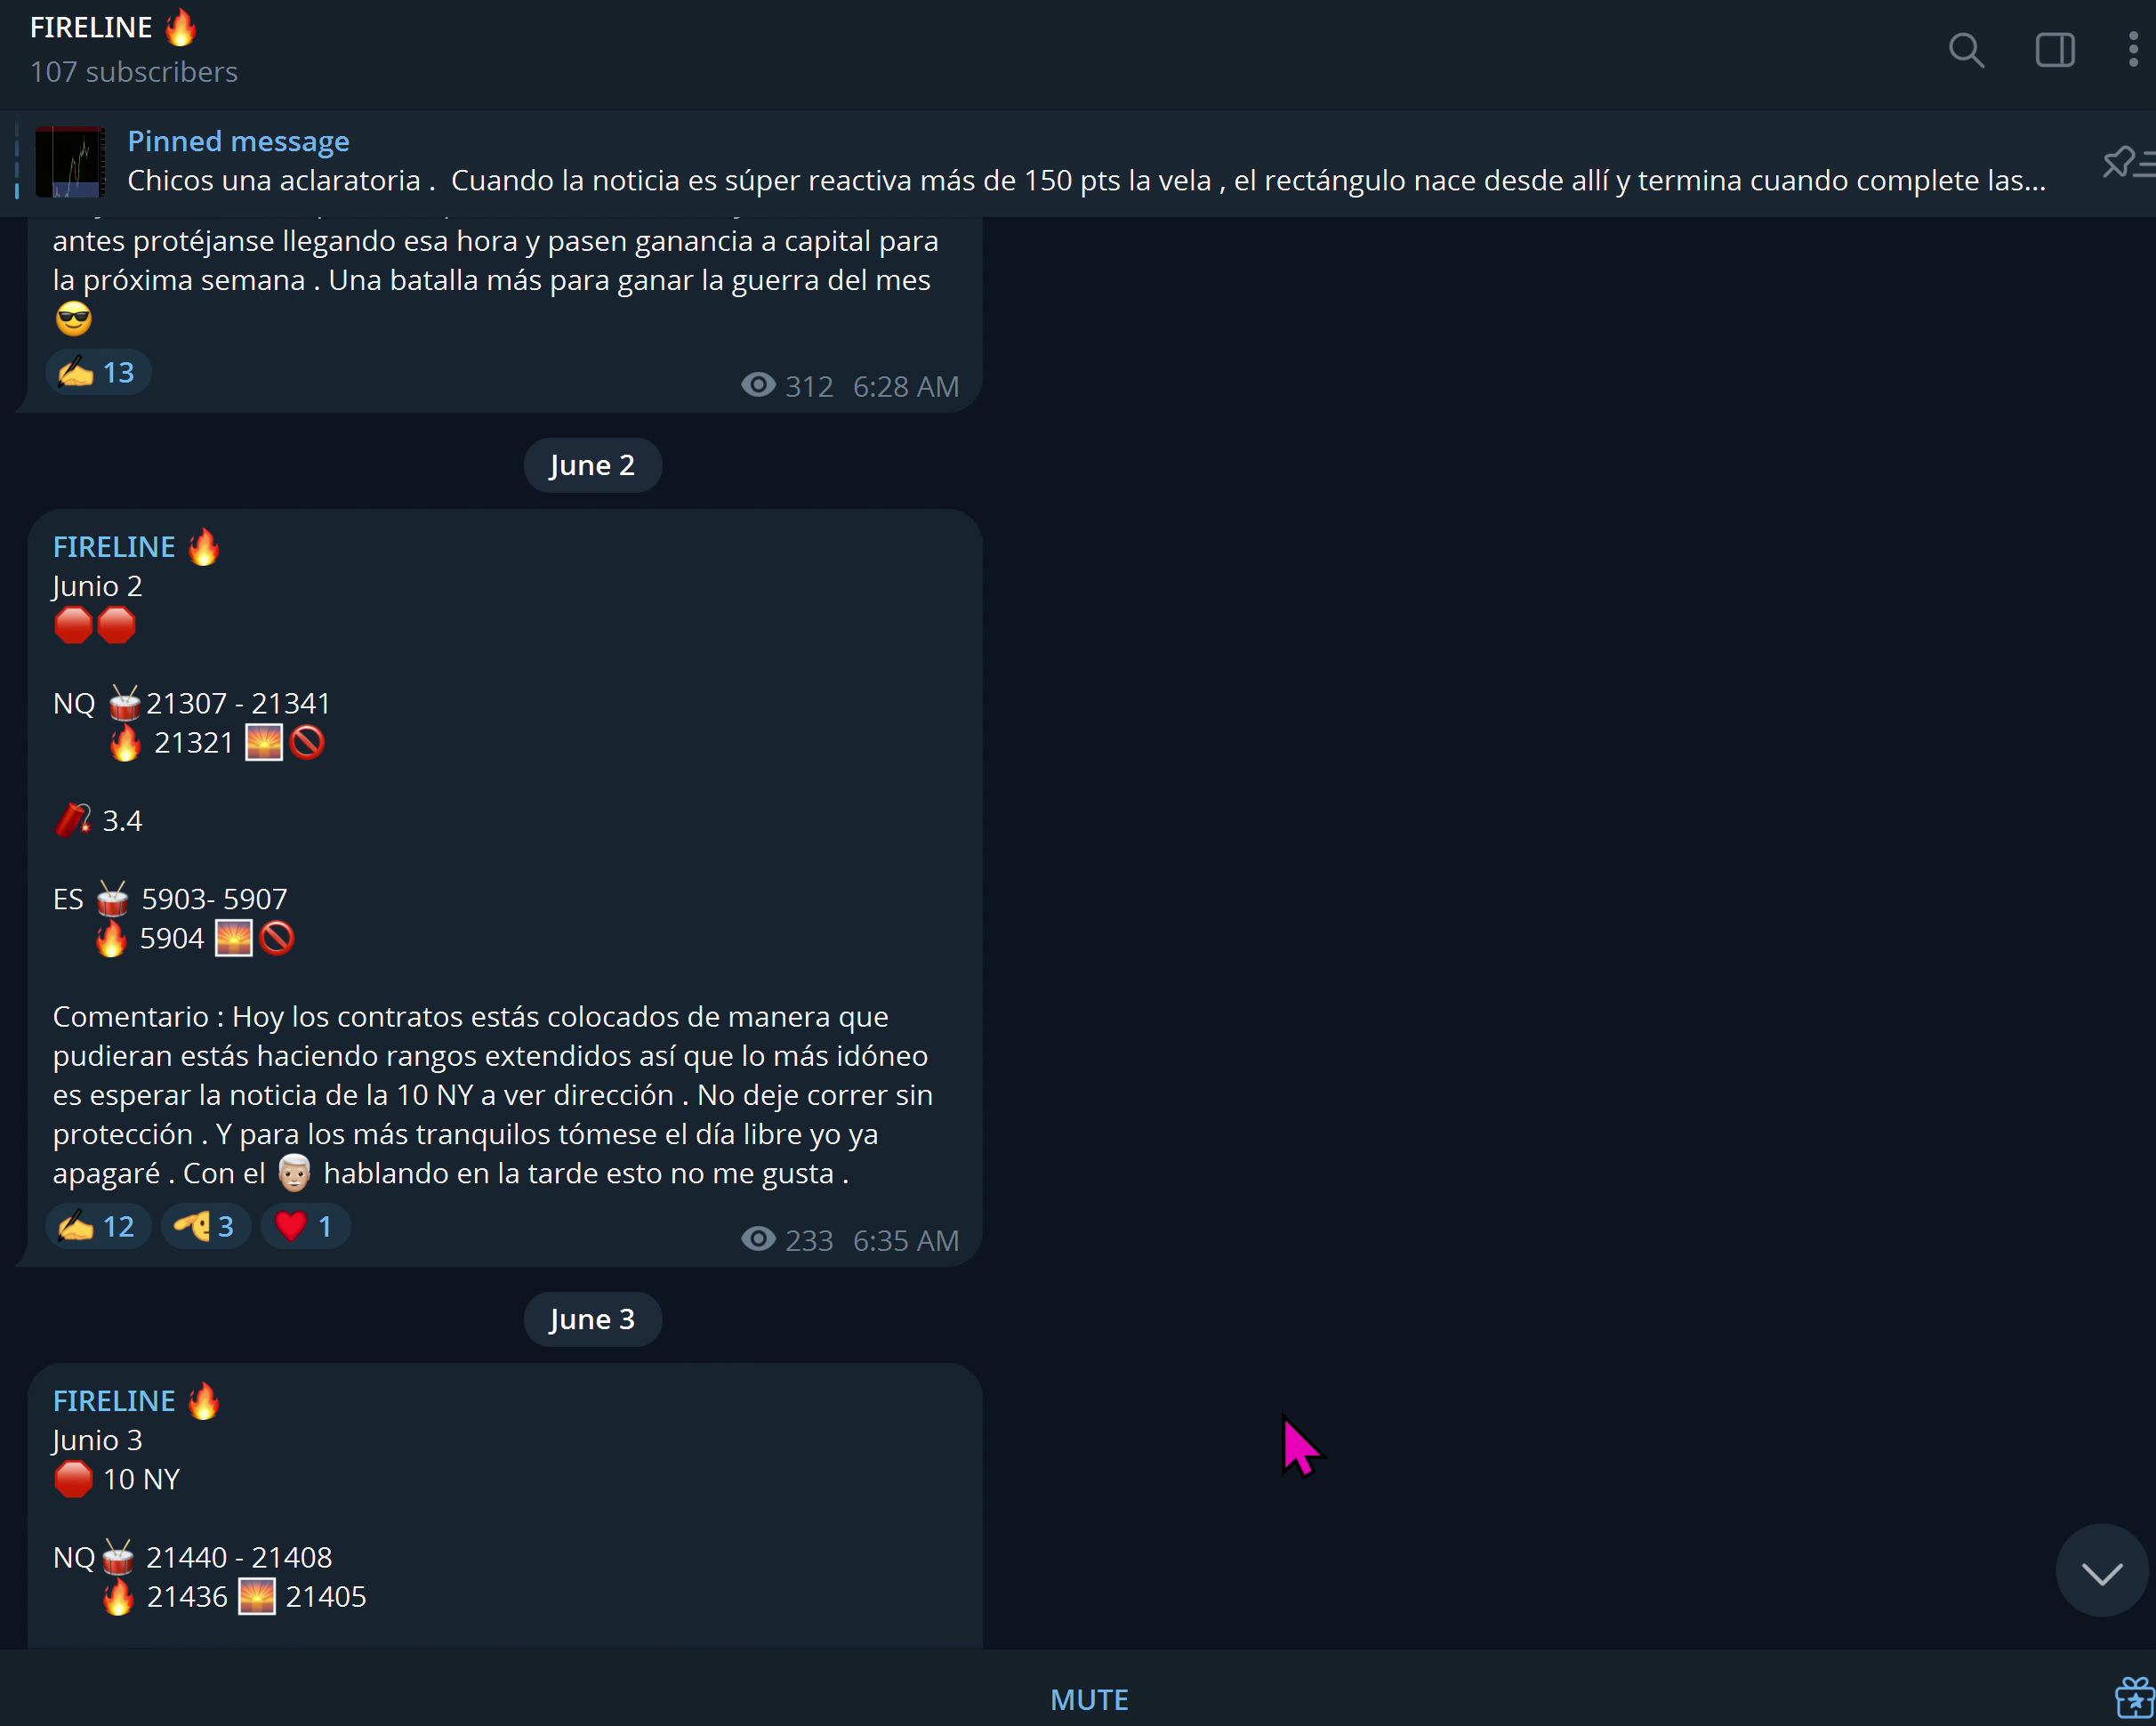 FIRELINE 🔥
107 subscribers
Pinned message
Chicos una aclaratoria .  Cuando la noticia es súper reactiva más de 150 pts la vela , el rectángulo nace desde allí y termina cuando complete las...
antes protéjanse llegando esa hora y pasen ganancia a capital para
la próxima semana . Una batalla más para ganar la guerra del mes
😎
✍️ 13
312 6:28 AM
June 2
FIRELINE 🔥
Junio 2
🛑🛑
NQ 🥁21307 - 21341
🔥 21321 🌅🚫
🧨 3.4
ES 🥁 5903- 5907
🔥 5904 🌅🚫
Comentario : Hoy los contratos estás colocados de manera que
pudieran estás haciendo rangos extendidos así que lo más idóneo
es esperar la noticia de la 10 NY a ver dirección . No deje correr sin
protección . Y para los más tranquilos tómese el día libre yo ya
apagaré . Con el 👨🏼‍🦳 hablando en la tarde esto no me gusta .
✍️ 12 🫡 3 ❤️ 1
233 6:35 AM
June 3
FIRELINE 🔥
Junio 3
🛑 10 NY
NQ🥁 21440 - 21408
🔥 21436 🌅 21405
MUTE